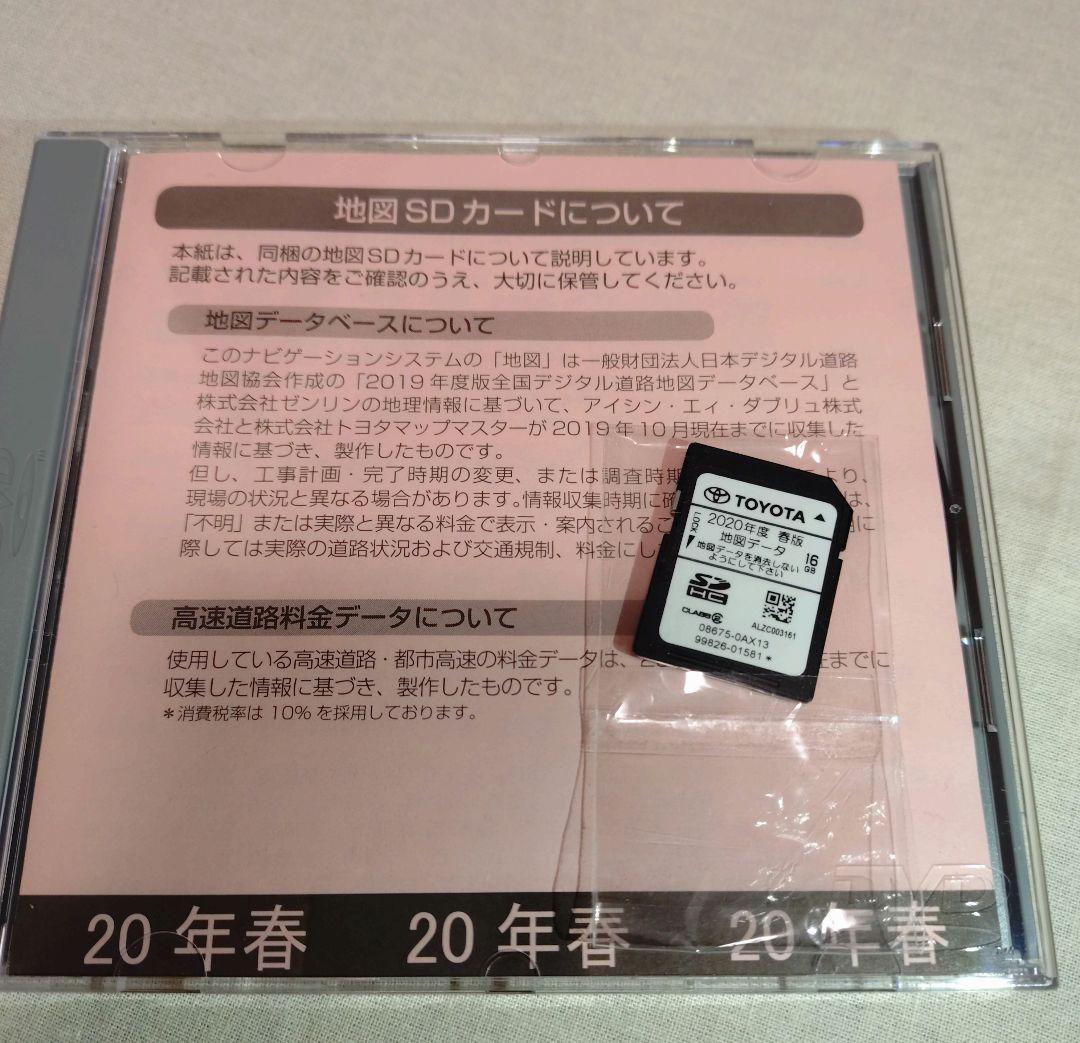 地図SDカードについて
本紙は、同梱の地図SDカードについて説明しています。
記載された内容をご確認のうえ、大切に保管してください。
地図データベースについて
このナビゲーションシステムの「地図」は一般財団法人日本デジタル道路
地図協会作成の「2019年度版全国デジタル道路地図データベース」と
株式会社ゼンリンの地理情報に基づいて、アイシン・エィ・ダブリュ株式
会社と株式会社トヨタマップマスターが2019年10月現在までに収集した
情報に基づき、製作したものです。
但し、工事計画・完了時期の変更、または調査時期 により、
現場の状況と異なる場合があります。情報収集時期に は、
「不明」または実際と異なる料金で表示・案内されるこ に
際しては実際の道路状況および交通規制、料金にし
高速道路料金データについて
使用している高速道路・都市高速の料金データは、 在までに
収集した情報に基づき、製作したものです。
*消費税率は10%を採用しております。
TOYOTA ▲
LOCK
2020年度 春版
地図データ
16
GB
地図データを消去しない
ようにして下さい
SD
HC
CLASS
ALZC003161
08675-0AX13
99826-01581*
20年春 20年春 20年春
DVD